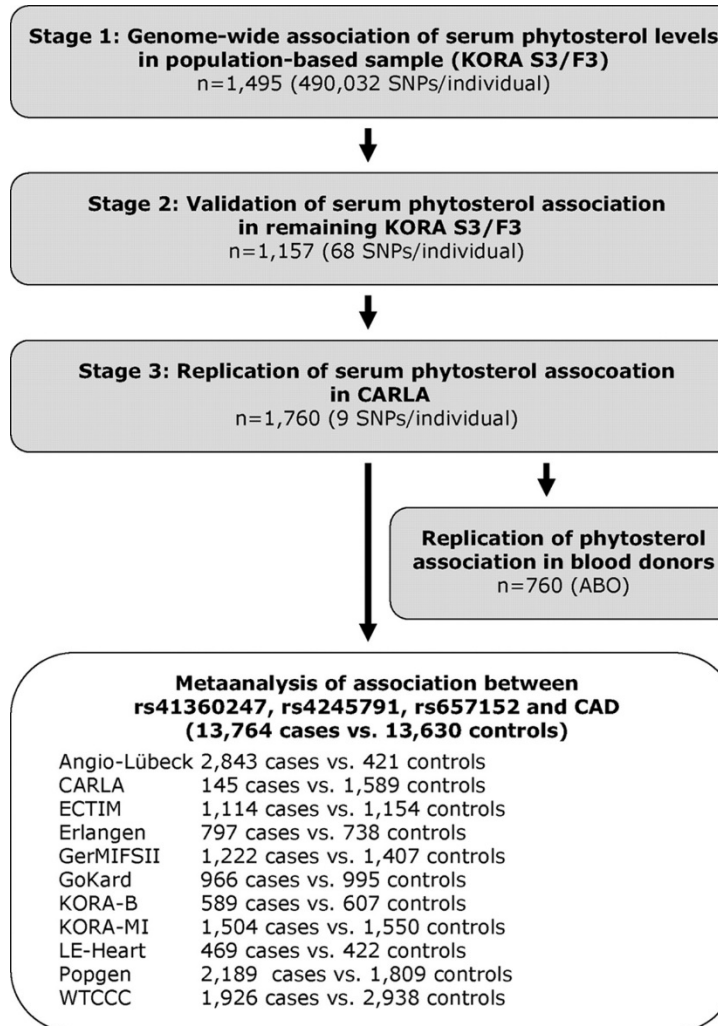 Stage 1: Genome-wide association of serum phytosterol levels
in population-based sample (KORA S3/F3)
n=1,495 (490,032 SNPs/individual)
Stage 2: Validation of serum phytosterol association
in remaining KORA S3/F3
n=1,157 (68 SNPs/individual)
Stage 3: Replication of serum phytosterol assocoation
in CARLA
n=1,760 (9 SNPs/individual)
Replication of phytosterol
association in blood donors
n=760 (ABO)
Metaanalysis of association between
rs41360247, rs4245791, rs657152 and CAD
(13,764 cases vs. 13,630 controls)
Angio-Lübeck 2,843 cases vs. 421 controls
CARLA 145 cases vs. 1,589 controls
ECTIM 1,114 cases vs. 1,154 controls
Erlangen 797 cases vs. 738 controls
GerMIFSII 1,222 cases vs. 1,407 controls
GoKard 966 cases vs. 995 controls
KORA-B 589 cases vs. 607 controls
KORA-MI 1,504 cases vs. 1,550 controls
LE-Heart 469 cases vs. 422 controls
Popgen 2,189 cases vs. 1,809 controls
WTCCC 1,926 cases vs. 2,938 controls